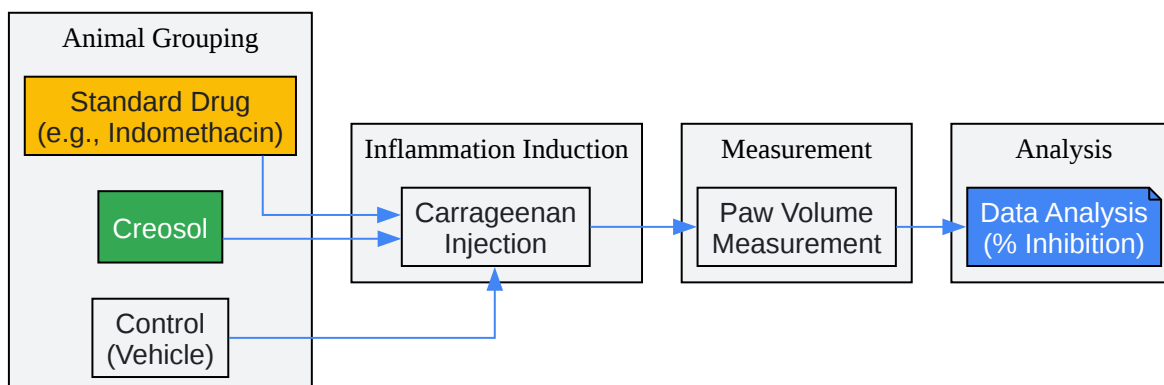 Animal Grouping
Standard Drug
(e.g., Indomethacin)
Creosol
Control
(Vehicle)
Inflammation Induction
Carrageenan
Injection
Measurement
Paw Volume
Measurement
Analysis
Data Analysis
(% Inhibition)